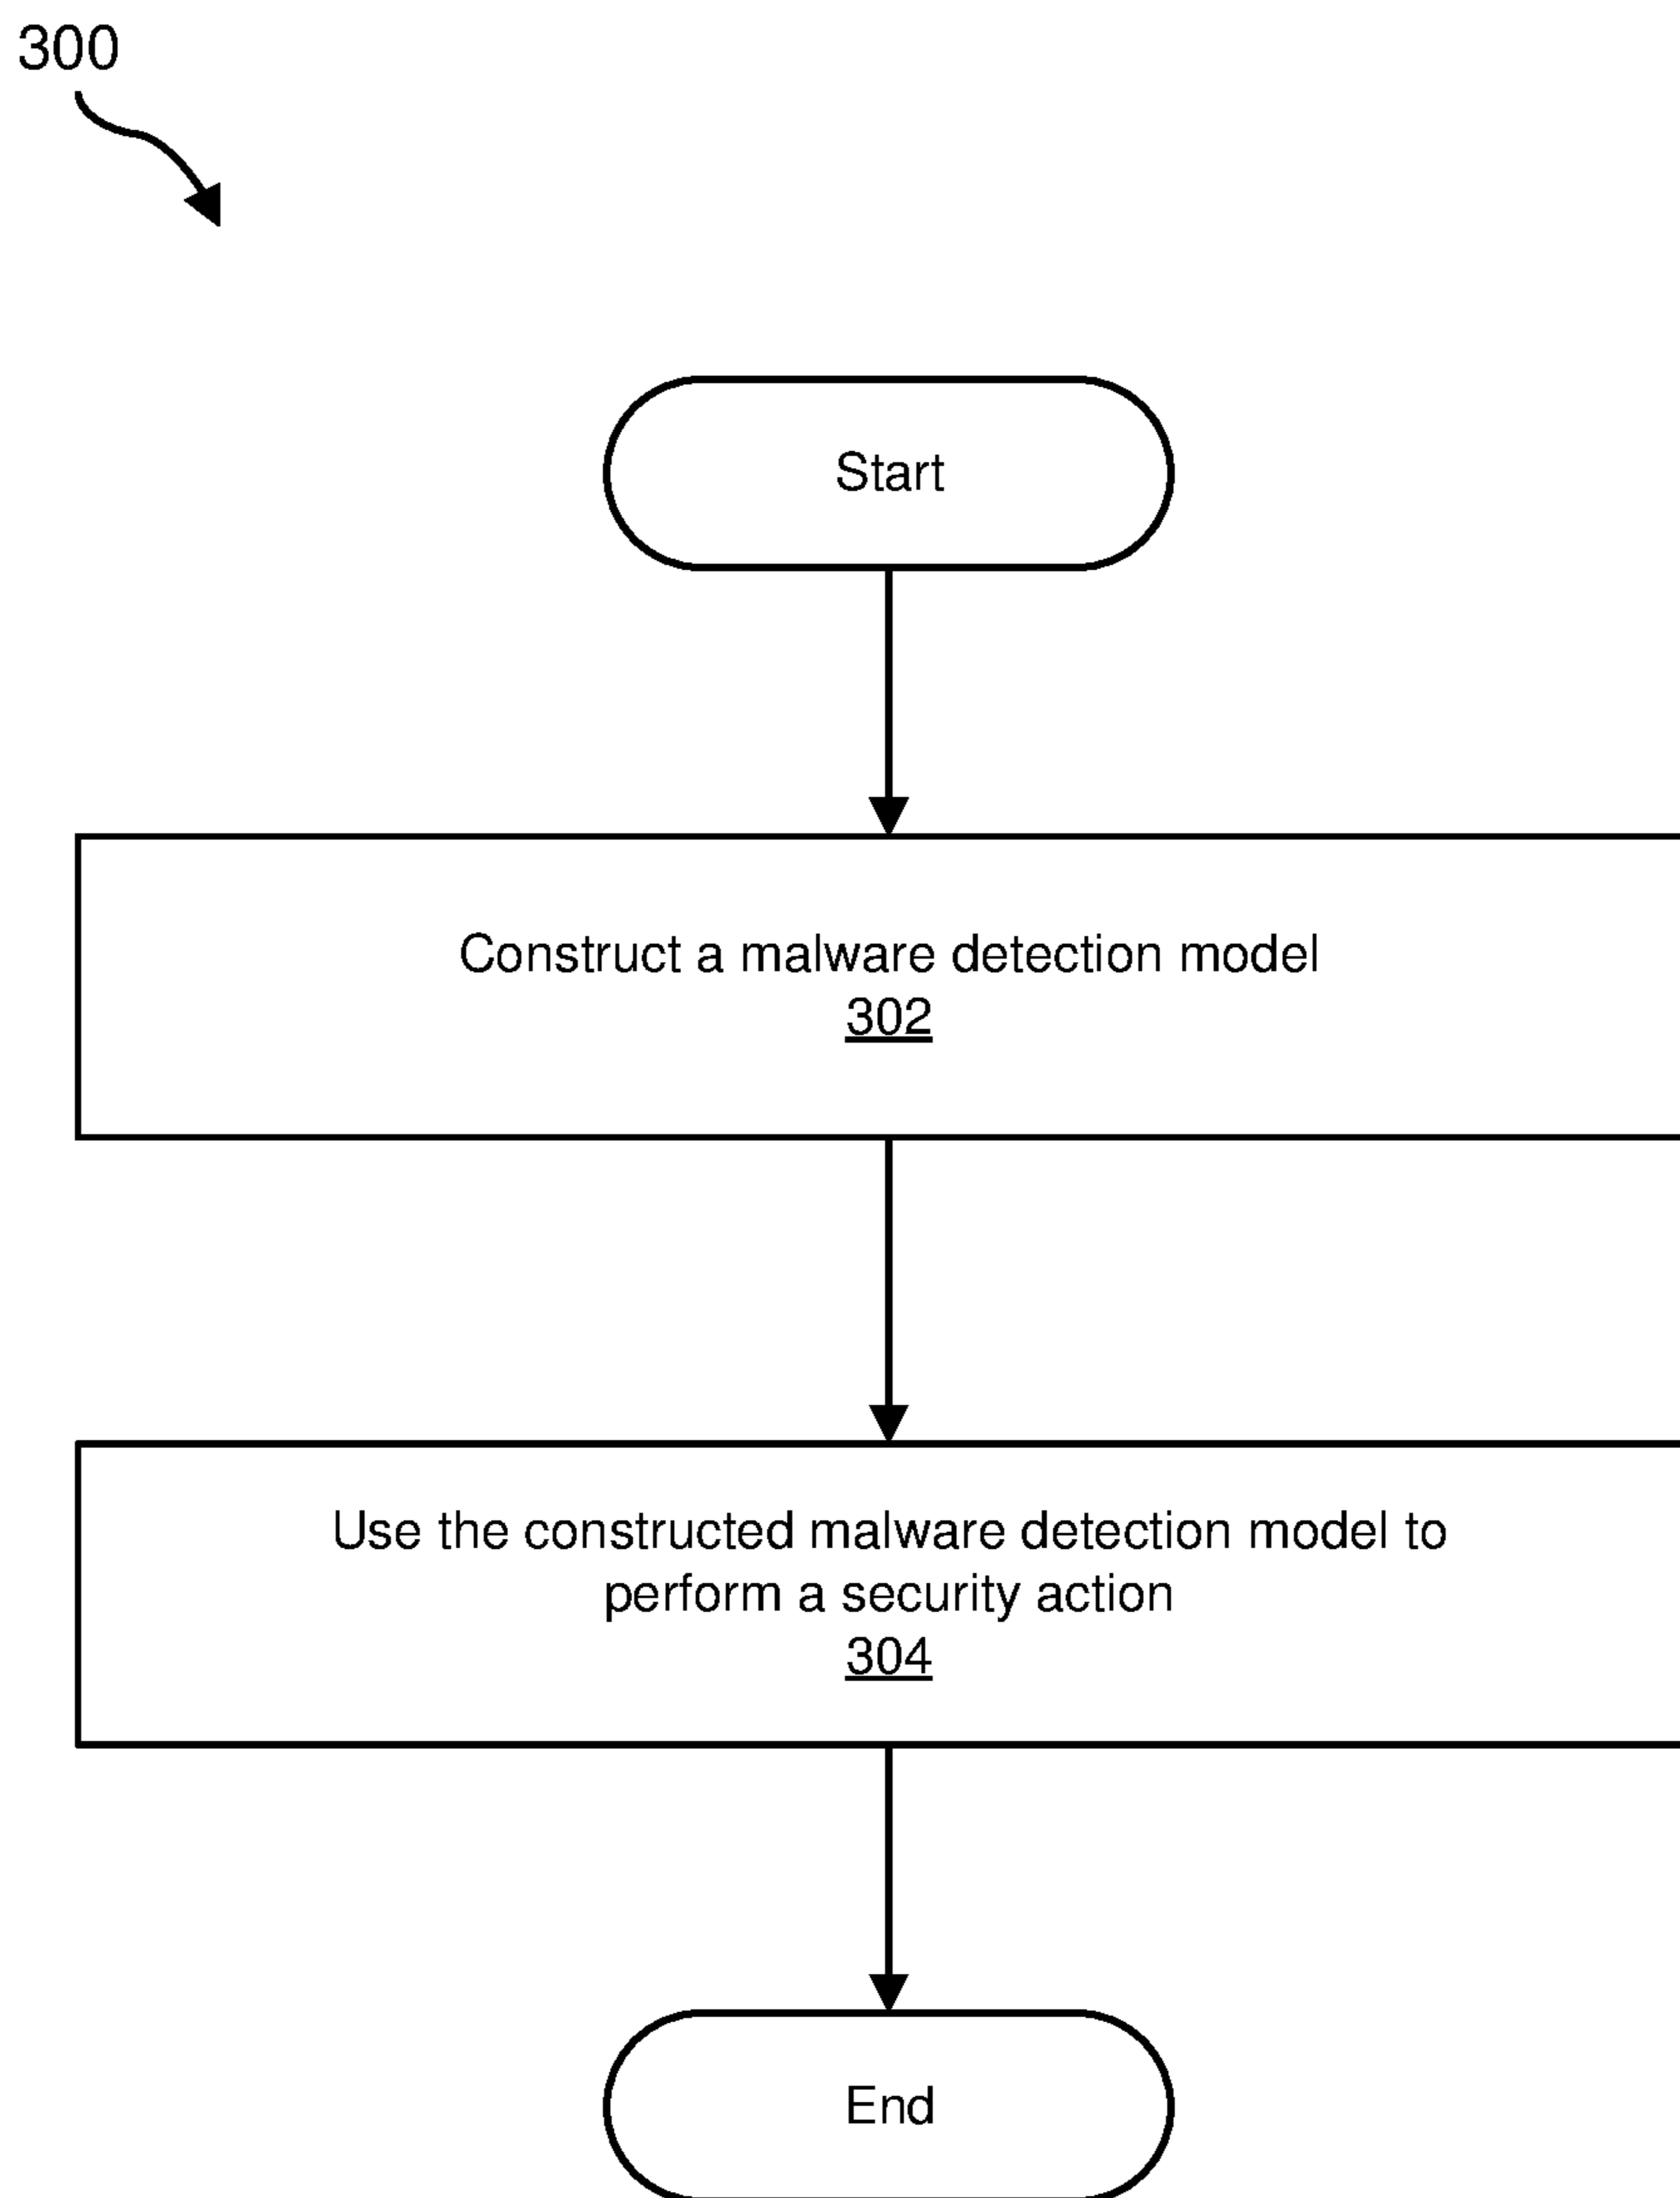 300
Start
Construct a malware detection model
302
Use the constructed malware detection model to
perform a security action
304
End